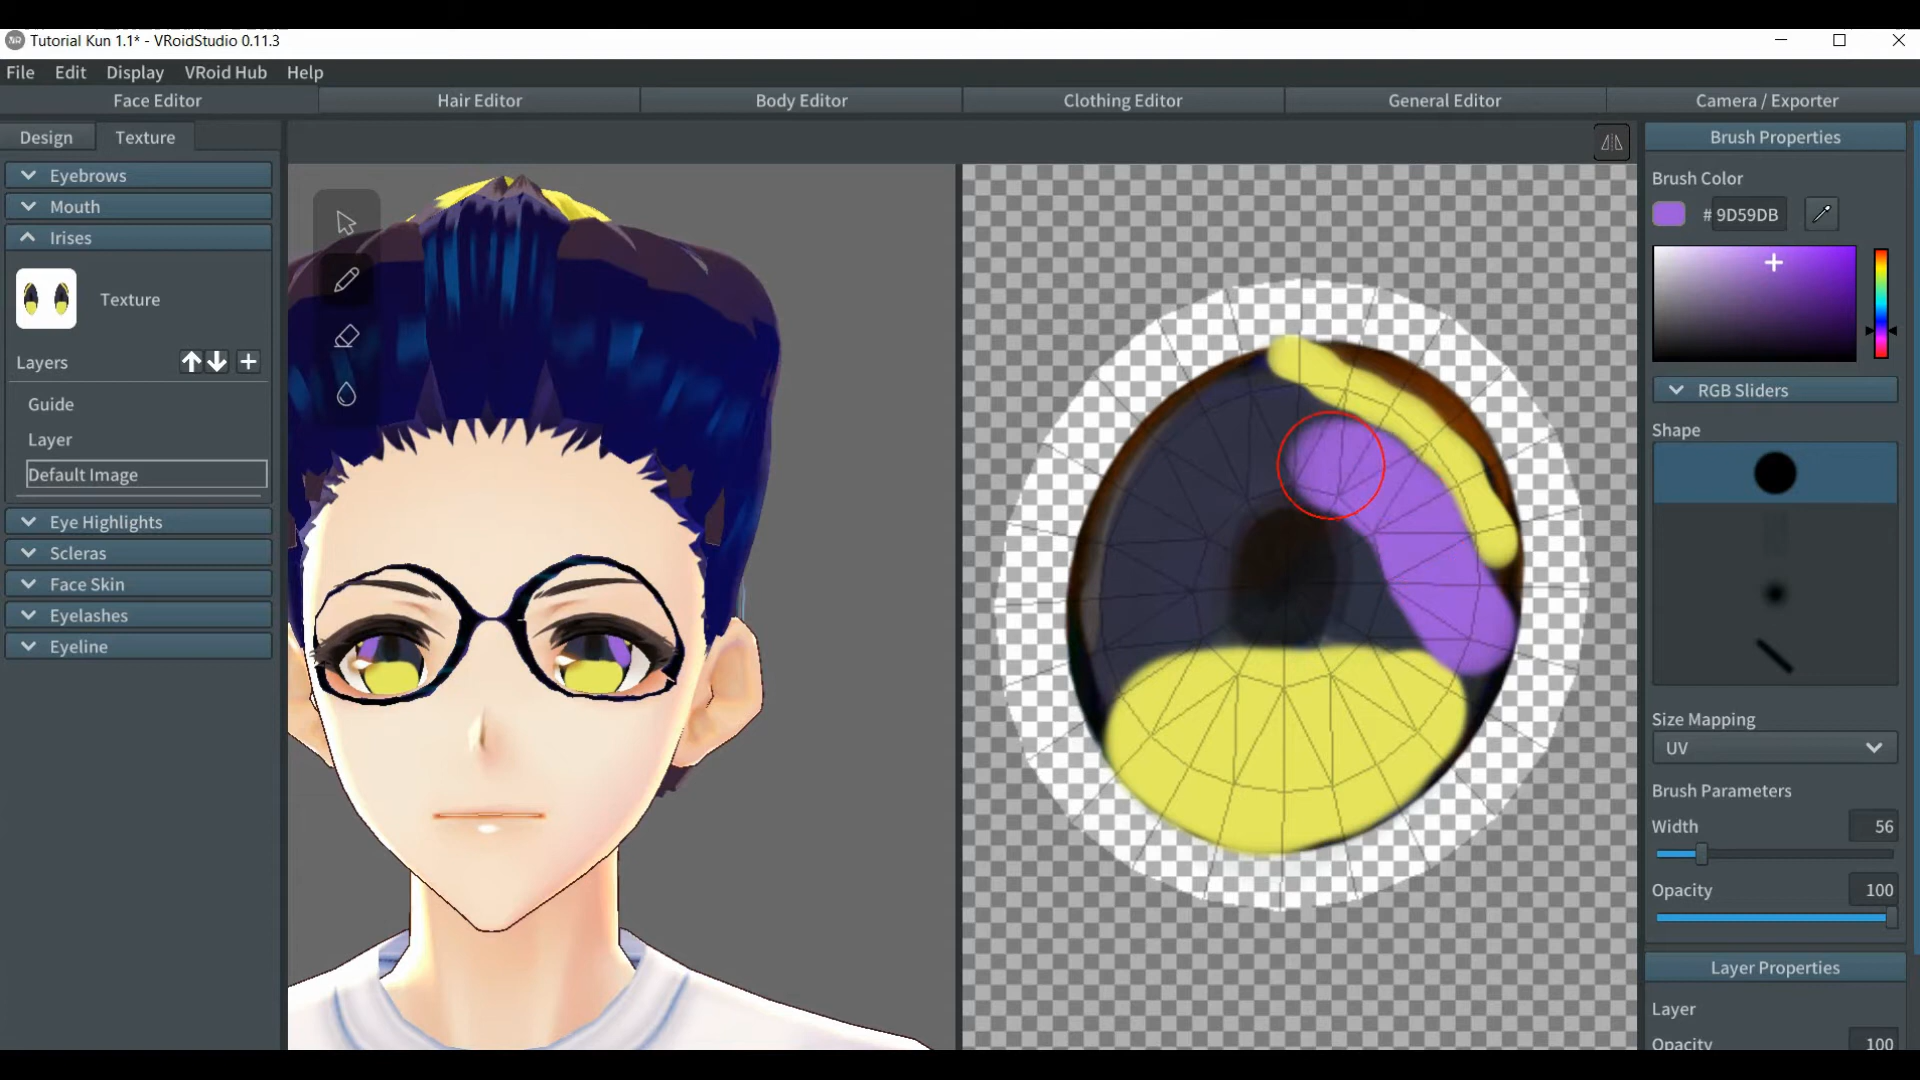 Tutorial Kun 1.1* - VRoidStudio 0.11.3
File Edit Display VRoid Hub Help
Face Editor Hair Editor Body Editor Clothing Editor General Editor Camera / Exporter
Design Texture
Eyebrows
Mouth
Irises
Texture
Layers
Guide
Layer
Default Image
Eye Highlights
Scleras
Face Skin
Eyelashes
Eyeline
Brush Properties
Brush Color
# 9D59DB
RGB Sliders
Shape
Size Mapping
UV
Brush Parameters
Width 56
Opacity 100
Layer Properties
Layer
Opacity 100